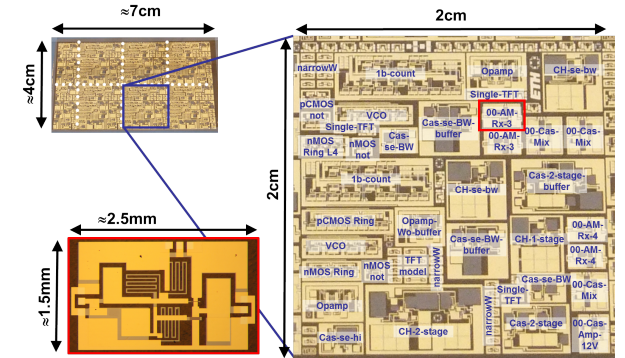 ≈7cm
≈4cm
≈2.5mm
≈1.5mm
2cm
2cm
narrowW
1b-count
Opamp
ETH
CH-se-bw
Single-TFT
pCMOS
not
VCO
Single-TFT
nMOS
Ring L4
nMOS
not
Cas-
se-BW
Cas-se-BW-
buffer
00-AM-
Rx-3
00-AM-
Rx-3
00-Cas-
Mix
00-Cas-
Mix
1b-count
CH-se-bw
Cas-2-stage-
buffer
pCMOS Ring
Opamp-
Wo-buffer
VCO
nMOS Ring
nMOS
not
TFT
model
narrowW
Cas-se-BW-
buffer
CH-1-stage
00-AM-
Rx-4
00-AM-
Rx-4
Opamp
Cas-se-hi
CH-2-stage
narrowW
Single-
TFT
Cas-se-BW
Cas-2-stage
00-Cas-
Mix
00-Cas-
Amp-
12V